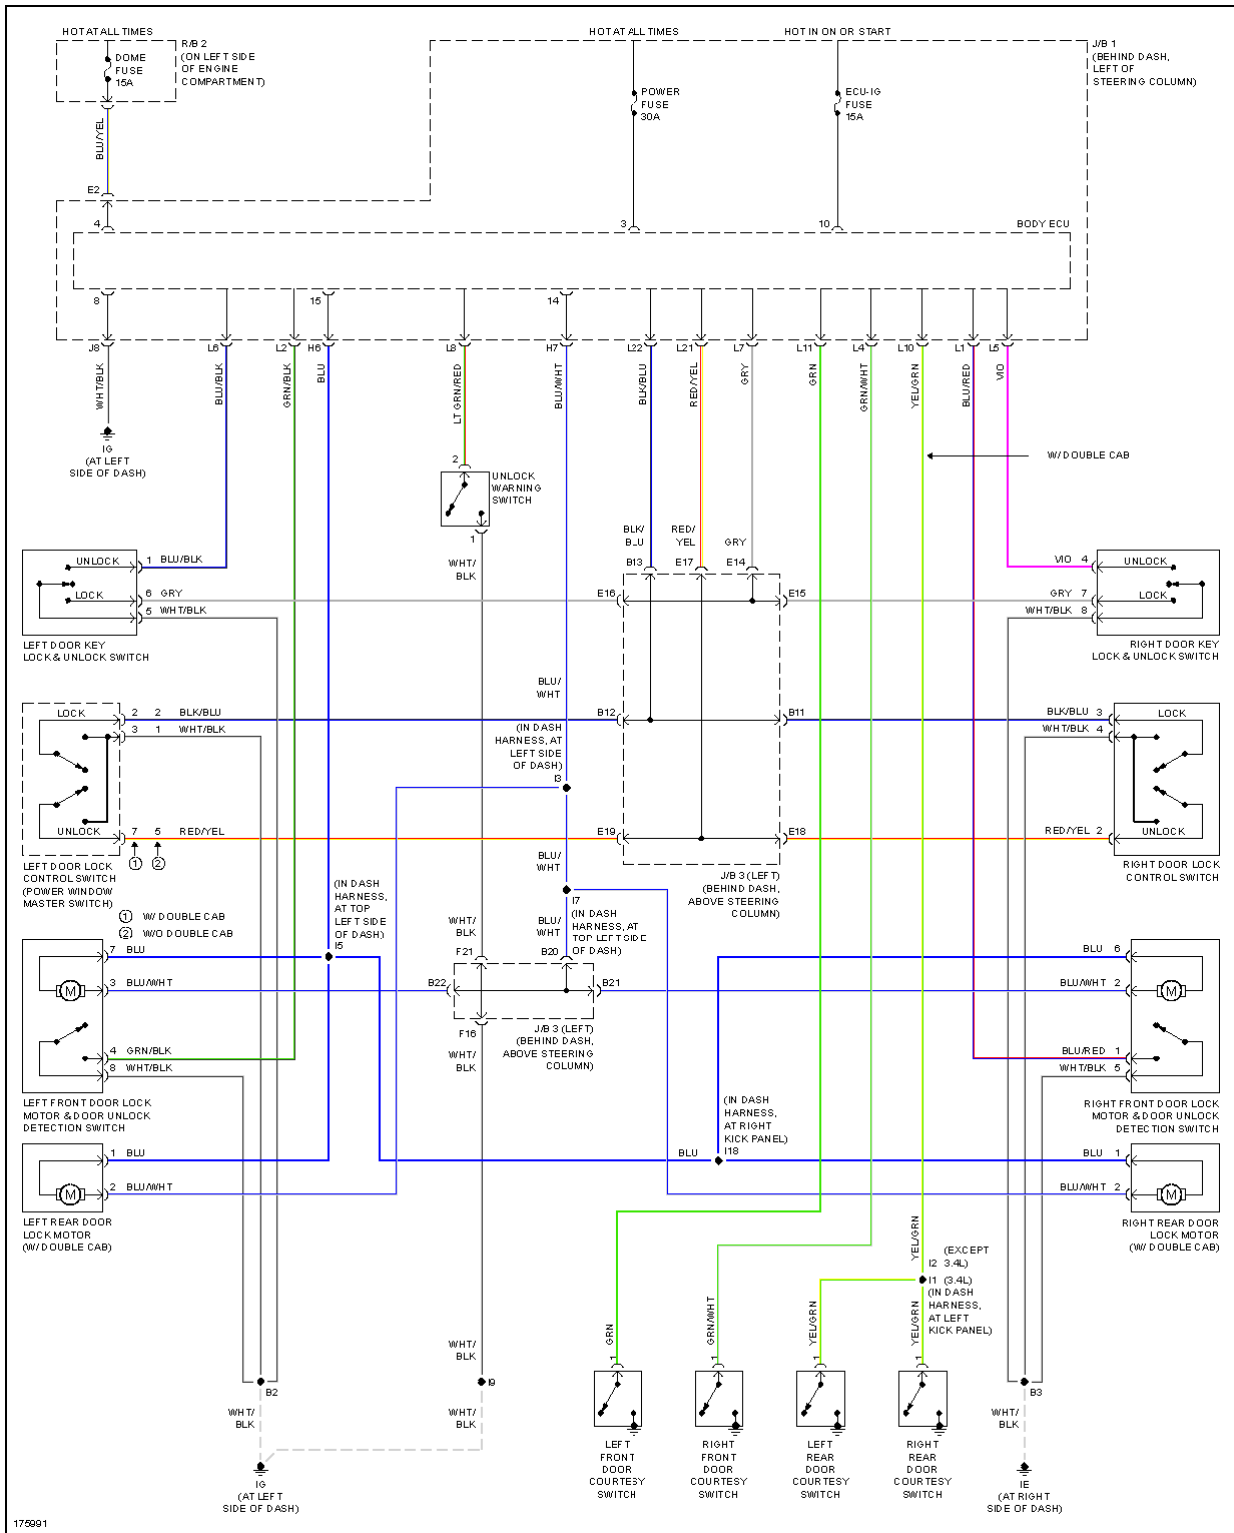 HOT AT ALL TIMES
HOT AT ALL TIMES
HOT IN ON OR START
DOME
FUSE
15A
R/B 2
(ON LEFT SIDE
OF ENGINE
COMPARTMENT)
POWER
FUSE
30A
ECU-IG
FUSE
15A
J/B 1
(BEHIND DASH,
LEFT OF
STEERING COLUMN)
BLU/YEL
E2
4
3
10
BODY ECU
8
15
14
J8
L6
L2
H6
L8
H7
L22
L21
L7
L11
L4
L10
L1
L5
WHT/BLK
BLU/BLK
GRN/BLK
BLU
LT GRN/RED
BLU/WHT
BLK/BLU
RED/YEL
GRY
GRN
GRN/WHT
YEL/GRN
BLU/RED
VIO
IG
(AT LEFT
SIDE OF DASH)
W/ DOUBLE CAB
2
UNLOCK
WARNING
SWITCH
1
WHT/
BLK
BLK/
BLU
RED/
YEL
GRY
B13
E17
E14
UNLOCK
1 BLU/BLK
LOCK
6 GRY
5 WHT/BLK
LEFT DOOR KEY
LOCK & UNLOCK SWITCH
E16
E15
VIO 4
UNLOCK
GRY 7
LOCK
WHT/BLK 8
RIGHT DOOR KEY
LOCK & UNLOCK SWITCH
BLU/
WHT
LOCK
2 2 BLK/BLU
3 1 WHT/BLK
B12
B11
BLK/BLU 3
LOCK
WHT/BLK 4
(IN DASH
HARNESS, AT
LEFT SIDE
OF DASH)
I3
UNLOCK
7 5 RED/YEL
E19
E18
RED/YEL 2
UNLOCK
1 2
LEFT DOOR LOCK
CONTROL SWITCH
(POWER WINDOW
MASTER SWITCH)
1 W/ DOUBLE CAB
2 W/O DOUBLE CAB
RIGHT DOOR LOCK
CONTROL SWITCH
BLU/
WHT
J/B 3 (LEFT)
(BEHIND DASH,
ABOVE STEERING
COLUMN)
(IN DASH
HARNESS,
AT TOP
LEFT SIDE
OF DASH)
I5
I7
(IN DASH
HARNESS, AT
TOP LEFT SIDE
OF DASH)
WHT/
BLK
BLU/
WHT
F21
B20
7 BLU
3 BLU/WHT
4 GRN/BLK
8 WHT/BLK
LEFT FRONT DOOR LOCK
MOTOR & DOOR UNLOCK
DETECTION SWITCH
M
B22
B21
F16
J/B 3 (LEFT)
(BEHIND DASH,
ABOVE STEERING
COLUMN)
WHT/
BLK
BLU 6
BLU/WHT 2
M
BLU/RED 1
WHT/BLK 5
RIGHT FRONT DOOR LOCK
MOTOR & DOOR UNLOCK
DETECTION SWITCH
(IN DASH
HARNESS,
AT RIGHT
KICK PANEL)
I18
BLU
1 BLU
2 BLU/WHT
M
LEFT REAR DOOR
LOCK MOTOR
(W/ DOUBLE CAB)
BLU 1
BLU/WHT 2
M
RIGHT REAR DOOR
LOCK MOTOR
(W/ DOUBLE CAB)
YEL/GRN
(EXCEPT
I2 3.4L)
I1 (3.4L)
(IN DASH
HARNESS,
AT LEFT
KICK PANEL)
GRN
GRN/WHT
YEL/GRN
YEL/GRN
1
1
1
1
WHT/
BLK
B2
I9
B3
WHT/
BLK
WHT/
BLK
WHT/
BLK
LEFT
FRONT
DOOR
COURTESY
SWITCH
RIGHT
FRONT
DOOR
COURTESY
SWITCH
LEFT
REAR
DOOR
COURTESY
SWITCH
RIGHT
REAR
DOOR
COURTESY
SWITCH
IG
(AT LEFT
SIDE OF DASH)
IE
(AT RIGHT
SIDE OF DASH)
175991